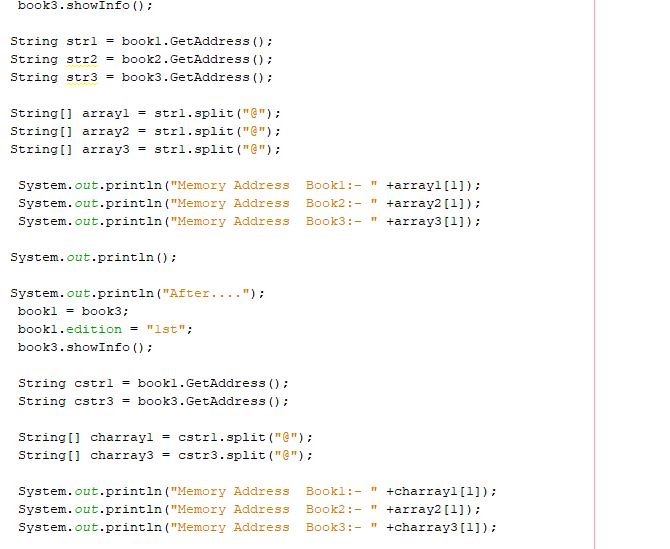 book3.showInfo();
String str1 = book1.GetAddress();
String str2 = book2.GetAddress();
String str3 = book3.GetAddress();
String[] array1 = str1.split("@");
String[] array2 = str1.split("@");
String[] array3 = str1.split("@");
System.out.println("Memory Address  Book1:- " +array1[1]);
System.out.println("Memory Address  Book2:- " +array2[1]);
System.out.println("Memory Address  Book3:- " +array3[1]);
System.out.println();
System.out.println("After....");
book1 = book3;
book1.edition = "1st";
book3.showInfo();
String cstr1 = book1.GetAddress();
String cstr3 = book3.GetAddress();
String[] charray1 = cstr1.split("@");
String[] charray3 = cstr3.split("@");
System.out.println("Memory Address  Book1:- " +charray1[1]);
System.out.println("Memory Address  Book2:- " +array2[1]);
System.out.println("Memory Address  Book3:- " +charray3[1]);